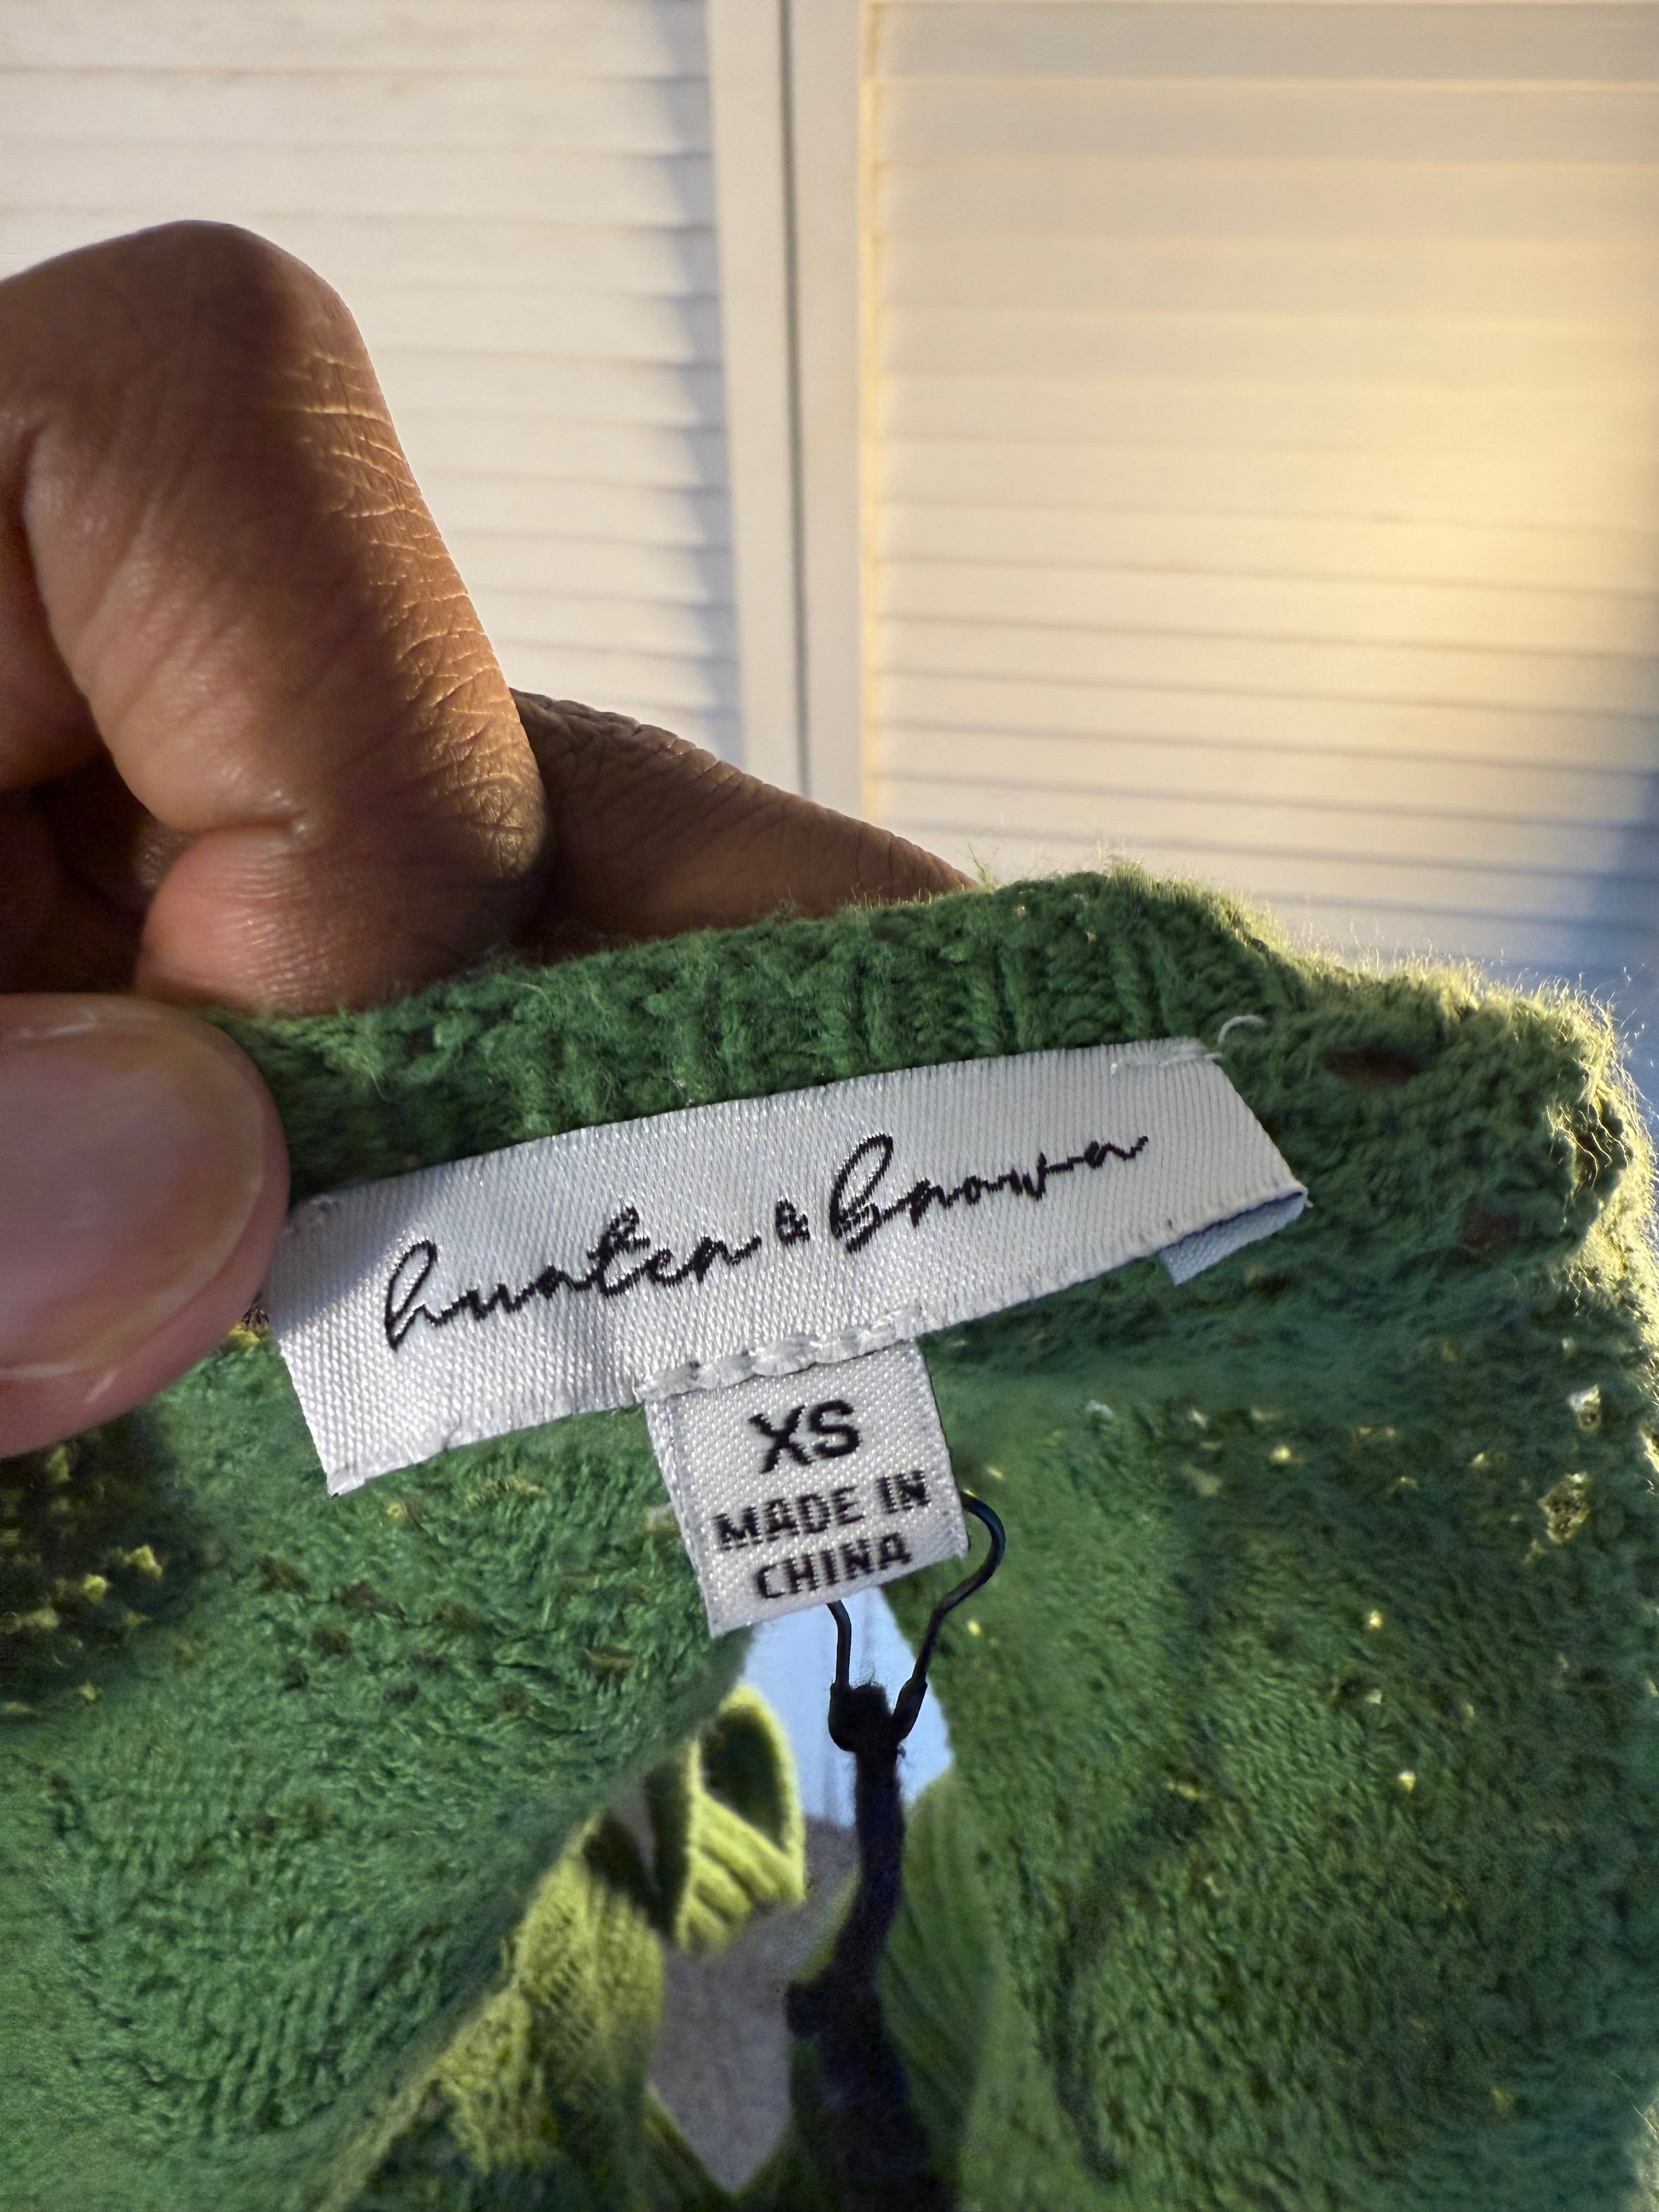 hunter & Brown
XS
MADE IN
CHINA